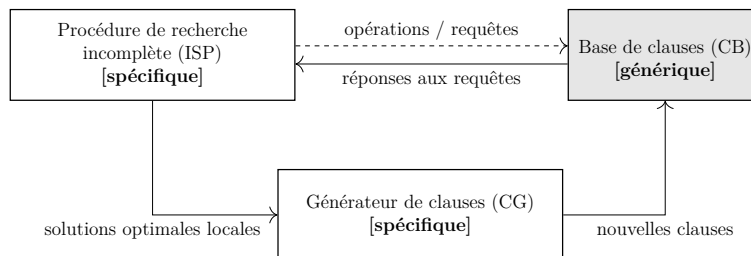 Procédure de recherche
incomplète (ISP)
[spécifique]
opérations / requêtes
réponses aux requêtes
Base de clauses (CB)
[générique]
Générateur de clauses (CG)
[spécifique]
solutions optimales locales
nouvelles clauses